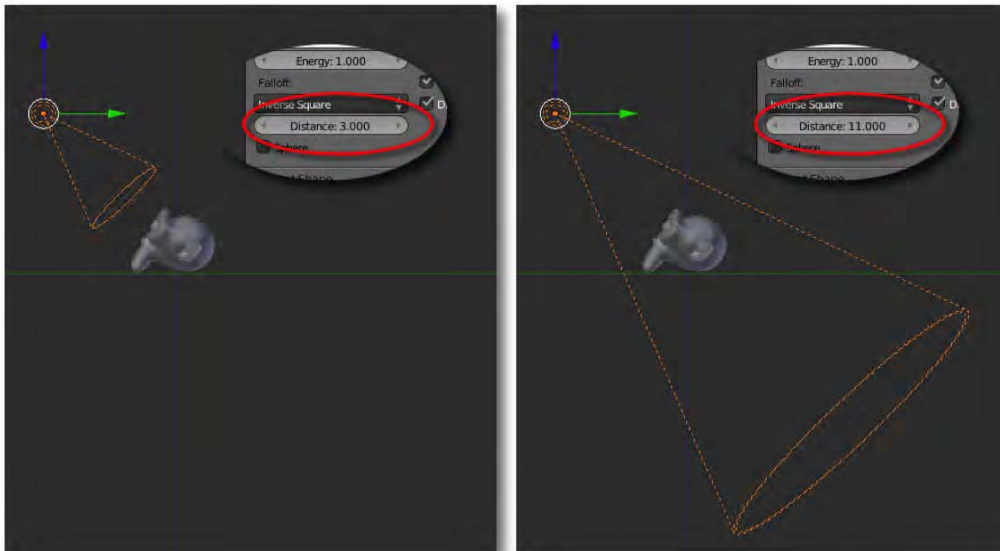 Energy: 1.000
Falloff:
Inverse Square
D
Distance: 3.000
Sphere
Energy: 1.000
Falloff:
Inverse Square
D
Distance: 11.000
Sphere